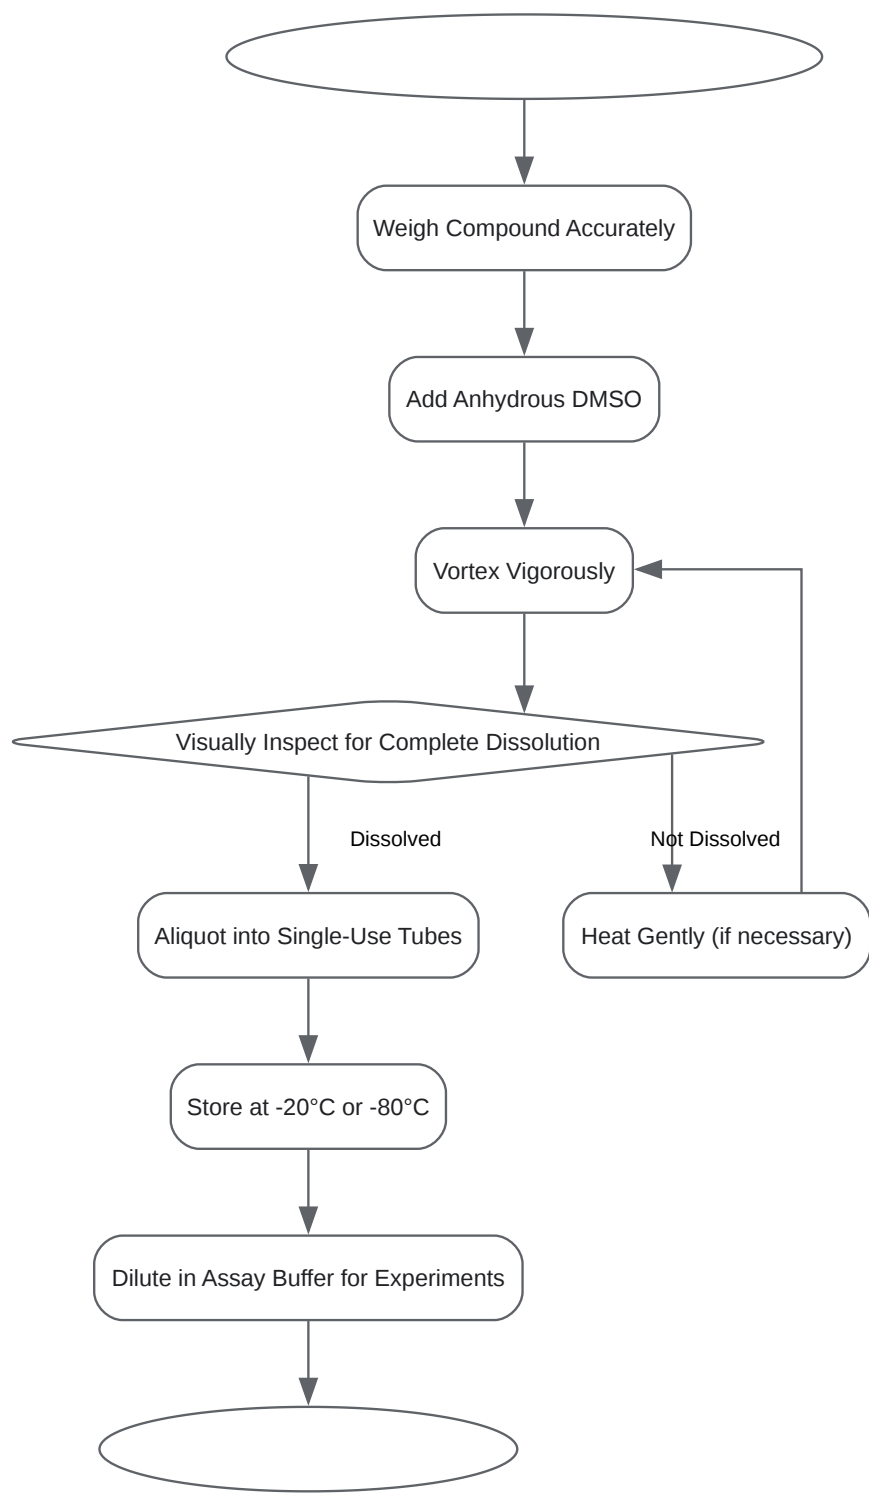 Weigh Compound Accurately
Add Anhydrous DMSO
Vortex Vigorously
Visually Inspect for Complete Dissolution
Dissolved
Not Dissolved
Aliquot into Single-Use Tubes
Heat Gently (if necessary)
Store at -20°C or -80°C
Dilute in Assay Buffer for Experiments